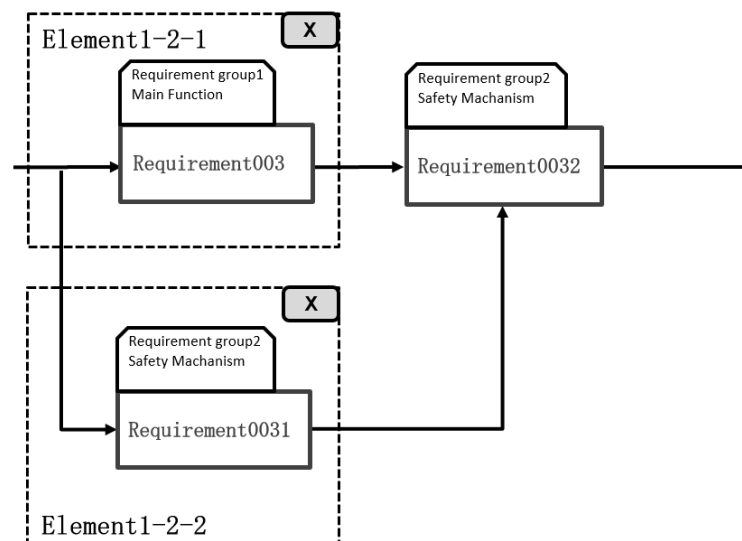 Element1-2-1
X
Requirement group1
Main Function
Requirement003
Requirement group2
Safety Machanism
Requirement0032
X
Requirement group2
Safety Machanism
Requirement0031
Element1-2-2